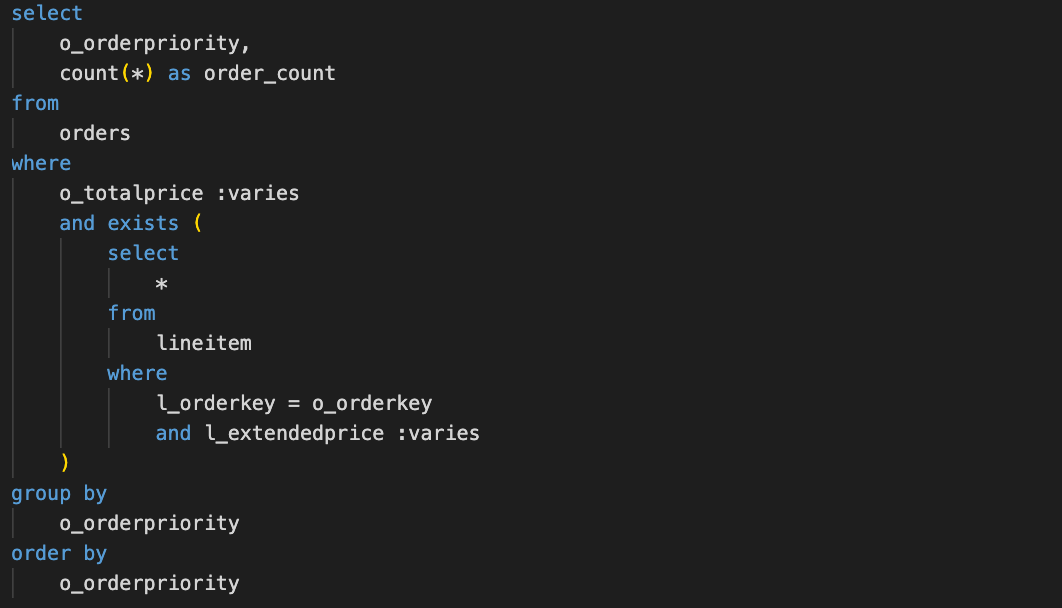 select
o_orderpriority,
count(*) as order_count
from
orders
where
o_totalprice :varies
and exists (
select
*
from
lineitem
where
l_orderkey = o_orderkey
and l_extendedprice :varies
)
group by
o_orderpriority
order by
o_orderpriority